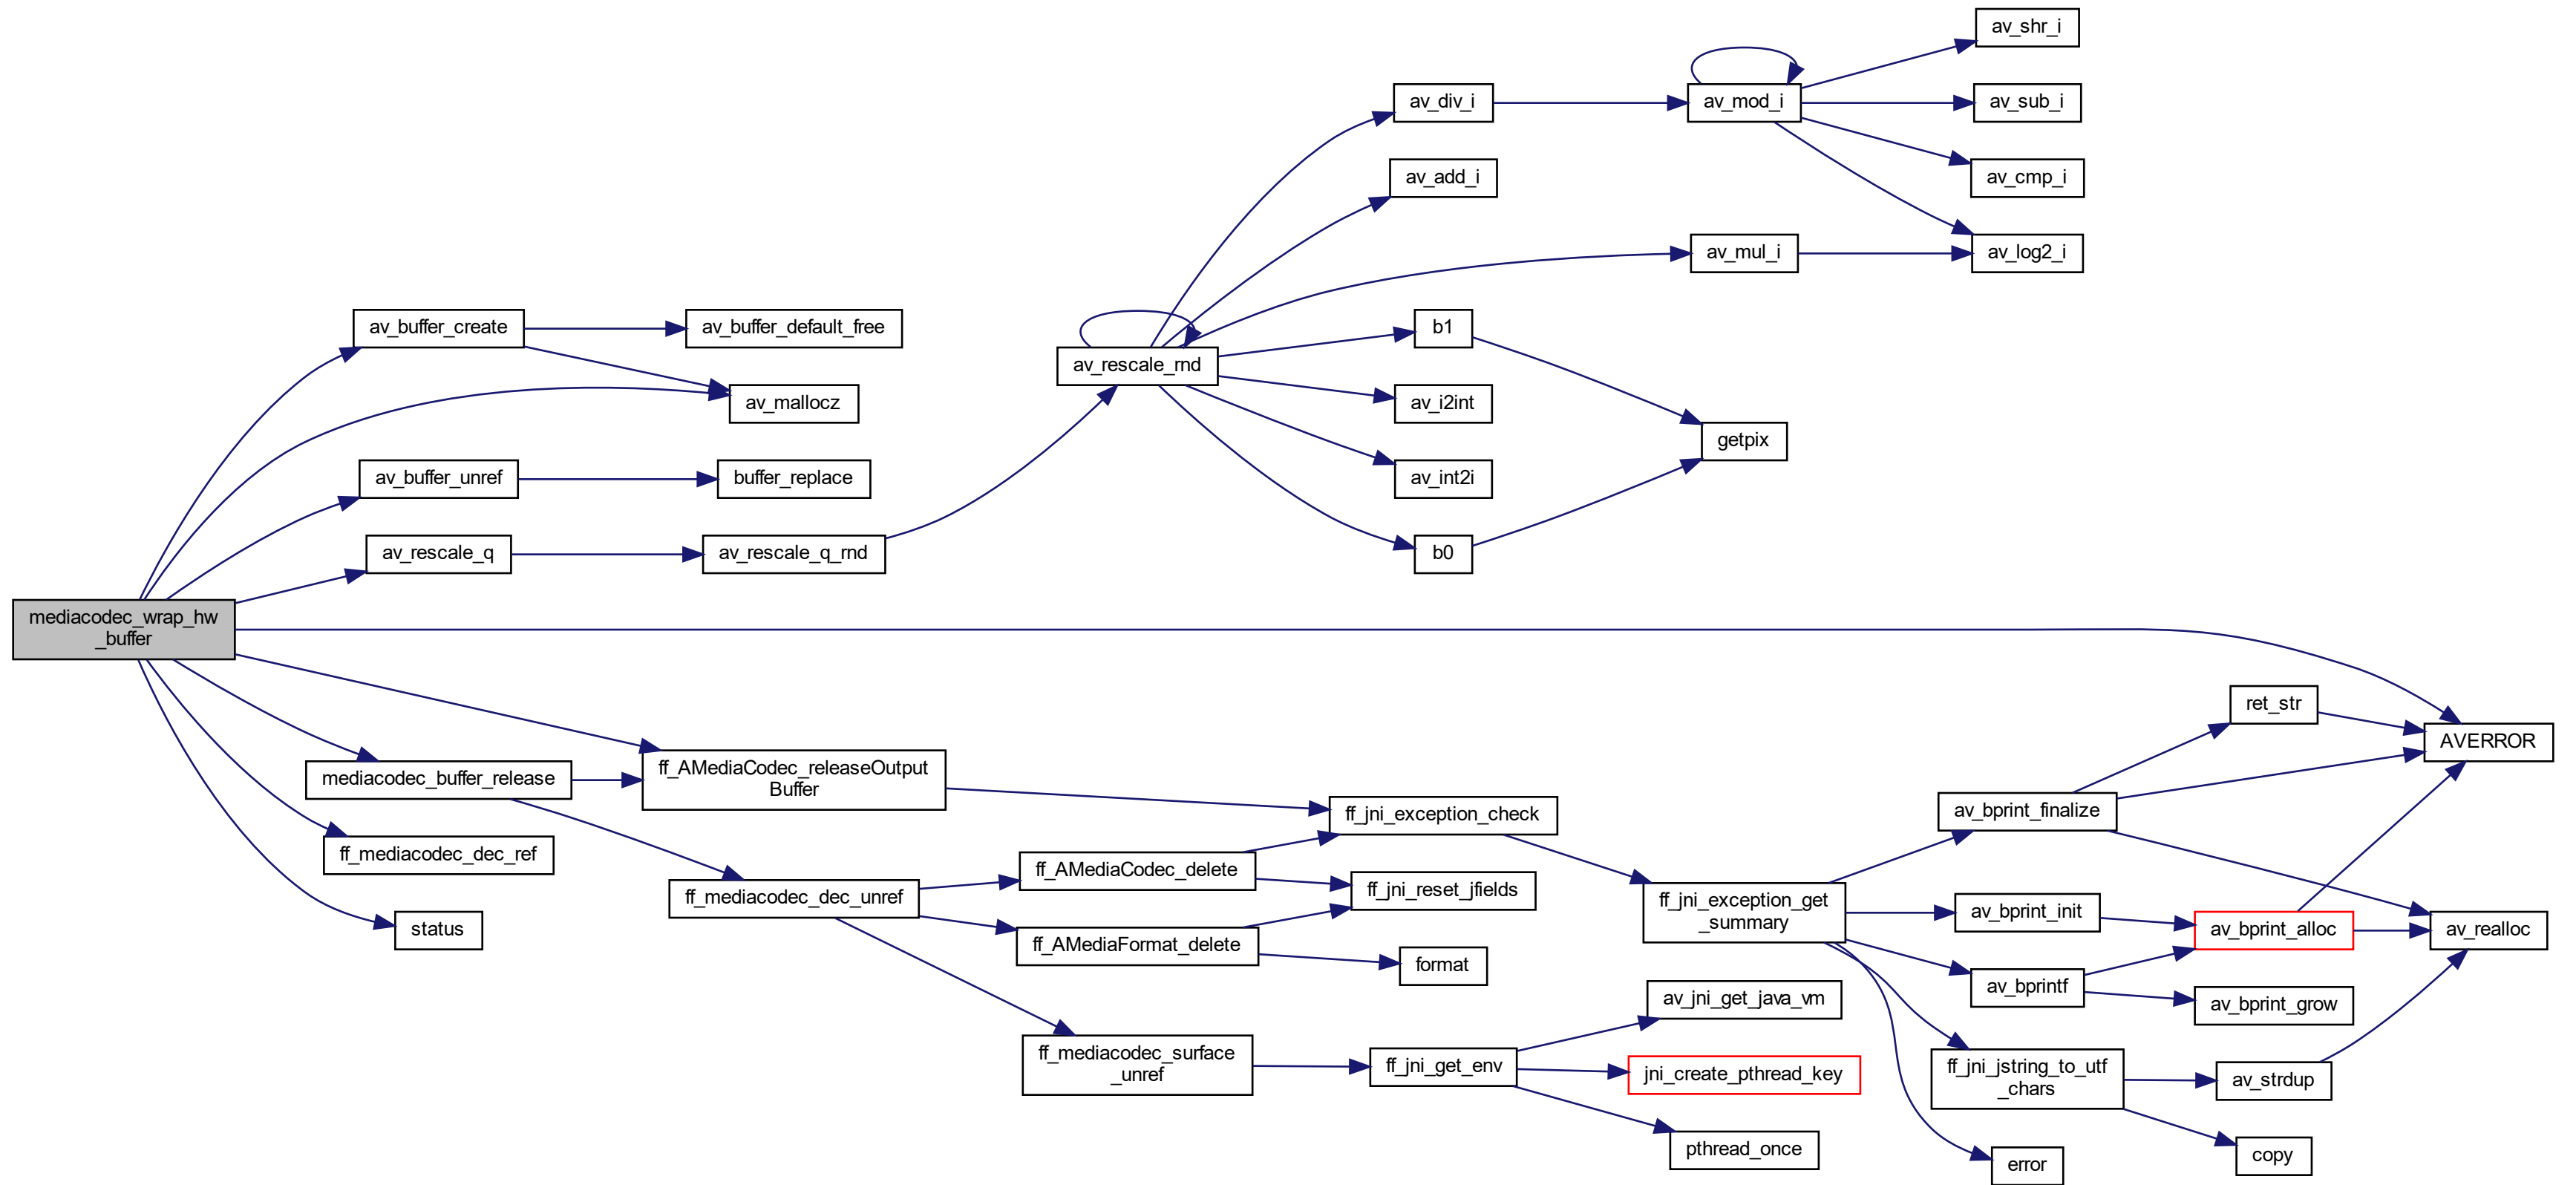 mediacodec_wrap_hw
_buffer
av_buffer_create
av_buffer_default_free
av_mallocz
av_buffer_unref
buffer_replace
av_rescale_q
av_rescale_q_rnd
av_rescale_rnd
av_div_i
av_mod_i
av_shr_i
av_sub_i
av_cmp_i
av_log2_i
av_add_i
av_mul_i
b1
av_i2int
av_int2i
b0
getpix
AVERROR
mediacodec_buffer_release
ff_AMediaCodec_releaseOutput
Buffer
ff_mediacodec_dec_ref
status
ff_mediacodec_dec_unref
ff_AMediaCodec_delete
ff_AMediaFormat_delete
ff_mediacodec_surface
_unref
ff_jni_exception_check
ff_jni_reset_jfields
format
ff_jni_get_env
av_jni_get_java_vm
jni_create_pthread_key
pthread_once
ff_jni_exception_get
_summary
av_bprint_finalize
av_bprint_init
av_bprintf
ff_jni_jstring_to_utf
_chars
error
ret_str
av_bprint_alloc
av_bprint_grow
av_strdup
copy
av_realloc